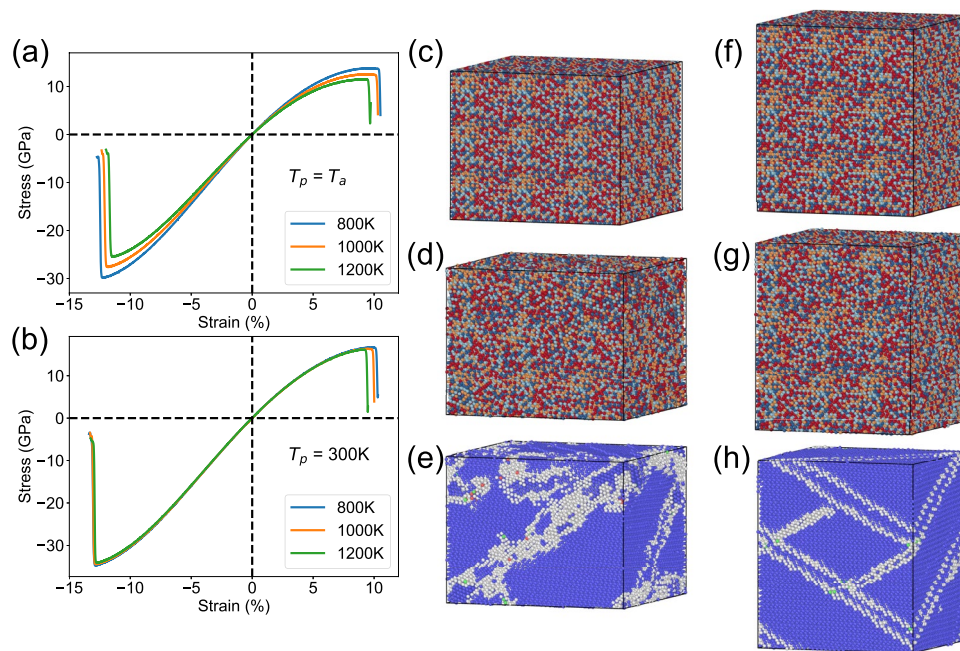 (a)
10
0
−10
−20
−30
Stress (GPa)
T_p = T_a
800K
1000K
1200K
−15 −10 −5 0 5 10
Strain (%)
(b)
10
0
−10
−20
−30
Stress (GPa)
T_p = 300K
800K
1000K
1200K
−15 −10 −5 0 5 10
Strain (%)
(c)
(d)
(e)
(f)
(g)
(h)